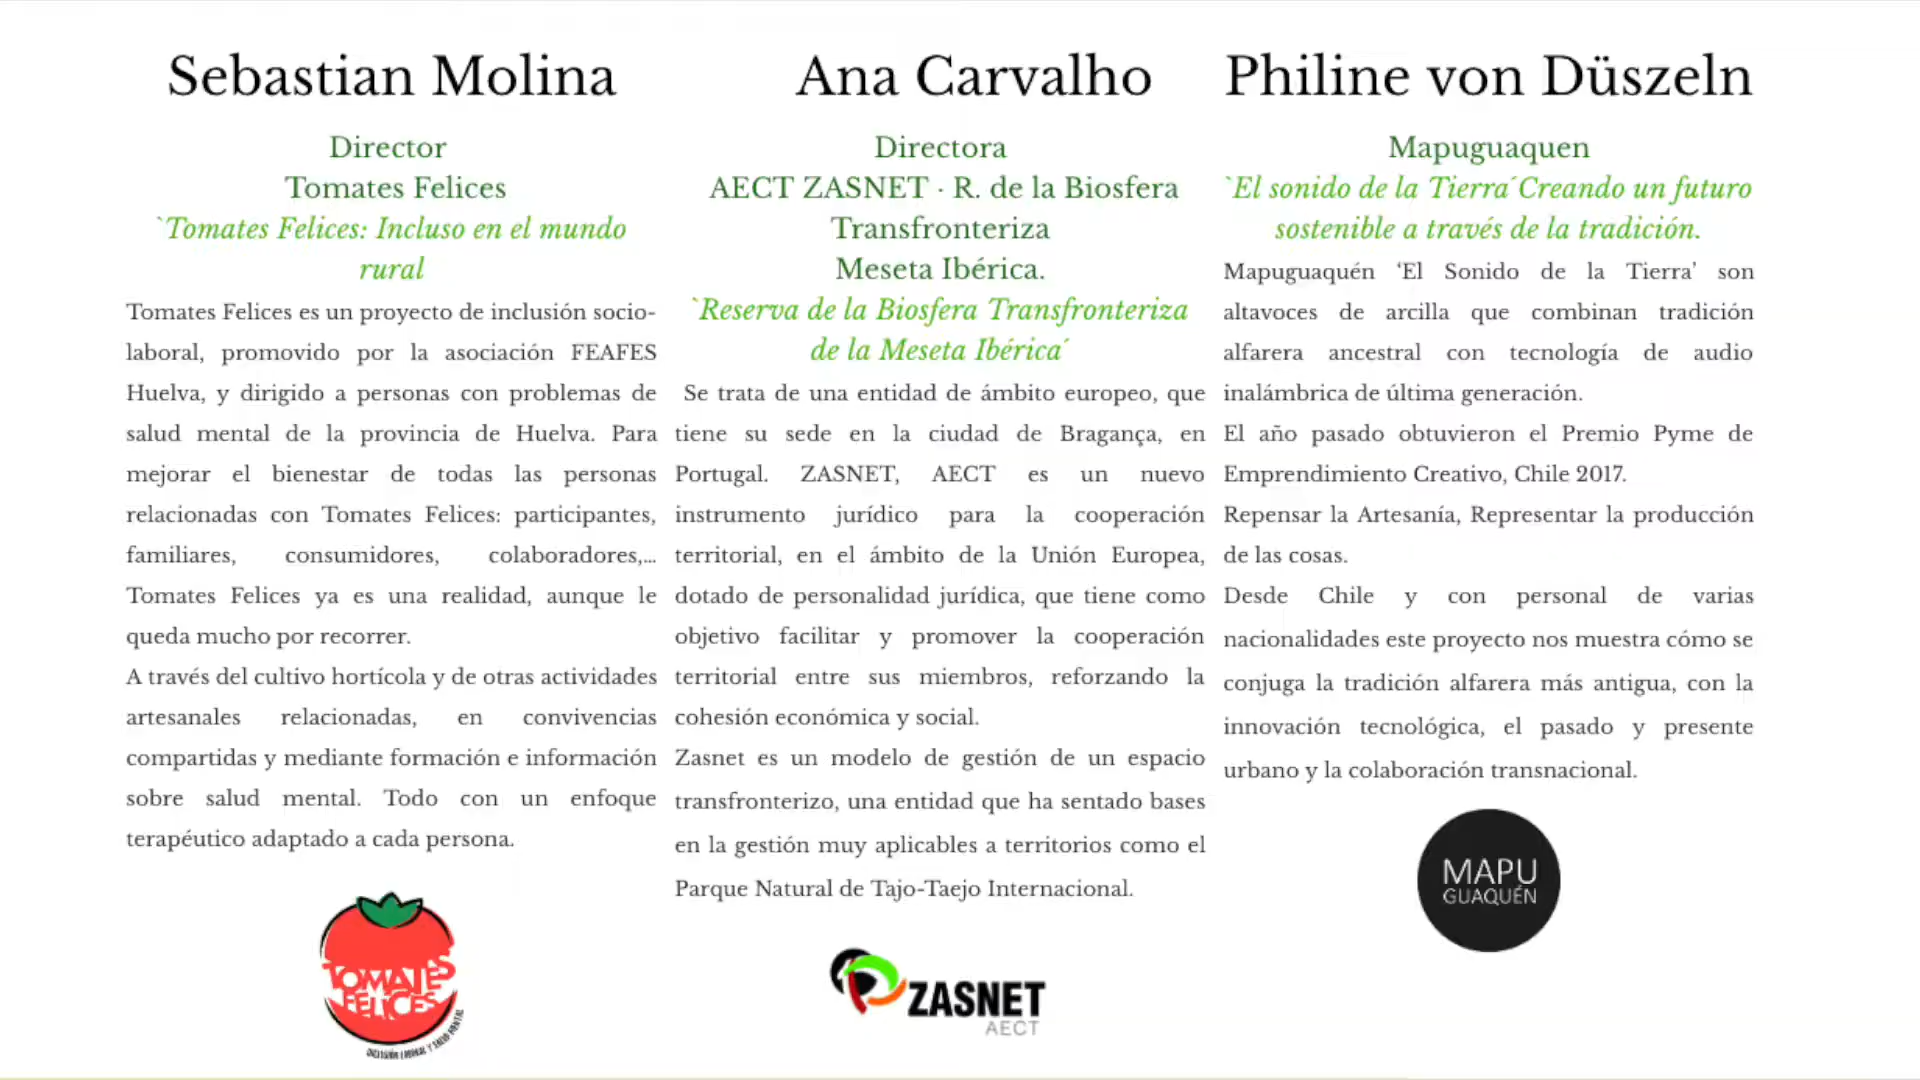 Sebastian Molina
Director
Tomates Felices
`Tomates Felices: Incluso en el mundo
rural
Tomates Felices es un proyecto de inclusión socio-
laboral, promovido por la asociación FEAFES
Huelva, y dirigido a personas con problemas de
salud mental de la provincia de Huelva. Para
mejorar el bienestar de todas las personas
relacionadas con Tomates Felices: participantes,
familiares, consumidores, colaboradores,...
Tomates Felices ya es una realidad, aunque le
queda mucho por recorrer.
A través del cultivo hortícola y de otras actividades
artesanales relacionadas, en convivencias
compartidas y mediante formación e información
sobre salud mental. Todo con un enfoque
terapéutico adaptado a cada persona.
TOMATES
FELICES
INCLUSIÓN LABORAL Y SALUD MENTAL
Ana Carvalho
Directora
AECT ZASNET · R. de la Biosfera
Transfronteriza
Meseta Ibérica.
`Reserva de la Biosfera Transfronteriza
de la Meseta Ibérica´
Se trata de una entidad de ámbito europeo, que
tiene su sede en la ciudad de Bragança, en
Portugal. ZASNET, AECT es un nuevo
instrumento jurídico para la cooperación
territorial, en el ámbito de la Unión Europea,
dotado de personalidad jurídica, que tiene como
objetivo facilitar y promover la cooperación
territorial entre sus miembros, reforzando la
cohesión económica y social.
Zasnet es un modelo de gestión de un espacio
transfronterizo, una entidad que ha sentado bases
en la gestión muy aplicables a territorios como el
Parque Natural de Tajo-Taejo Internacional.
ZASNET
AECT
Philine von Düszeln
Mapuguaquen
`El sonido de la Tierra´Creando un futuro
sostenible a través de la tradición.
Mapuguaquén ‘El Sonido de la Tierra’ son
altavoces de arcilla que combinan tradición
alfarera ancestral con tecnología de audio
inalámbrica de última generación.
El año pasado obtuvieron el Premio Pyme de
Emprendimiento Creativo, Chile 2017.
Repensar la Artesanía, Representar la producción
de las cosas.
Desde Chile y con personal de varias
nacionalidades este proyecto nos muestra cómo se
conjuga la tradición alfarera más antigua, con la
innovación tecnológica, el pasado y presente
urbano y la colaboración transnacional.
MAPU
GUAQUÉN